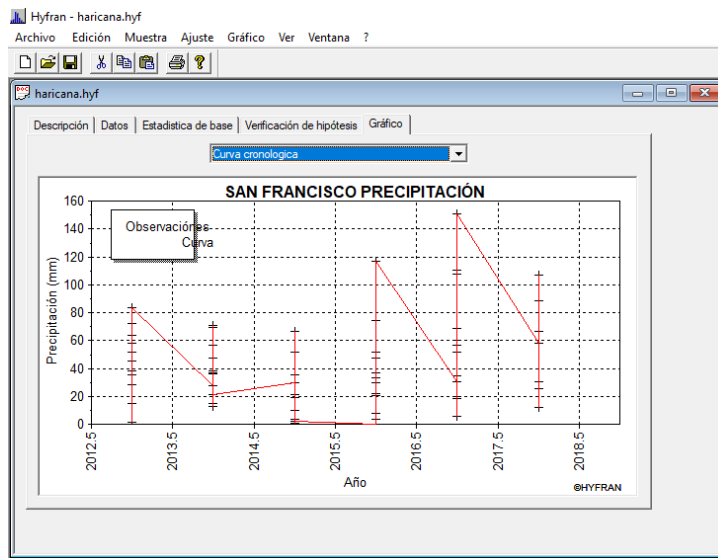 Hyfran - haricana.hyf
Archivo Edición Muestra Ajuste Gráfico Ver Ventana ?
haricana.hyf
Descripción Datos Estadistica de base Verificación de hipótesis Gráfico
Curva cronologica
SAN FRANCISCO PRECIPITACIÓN
Observaciónes
Curva
Precipitación (mm)
160
140
120
100
80
60
40
20
0
2012.5 2013.5 2014.5 2015.5 2016.5 2017.5 2018.5
Año
©HYFRAN